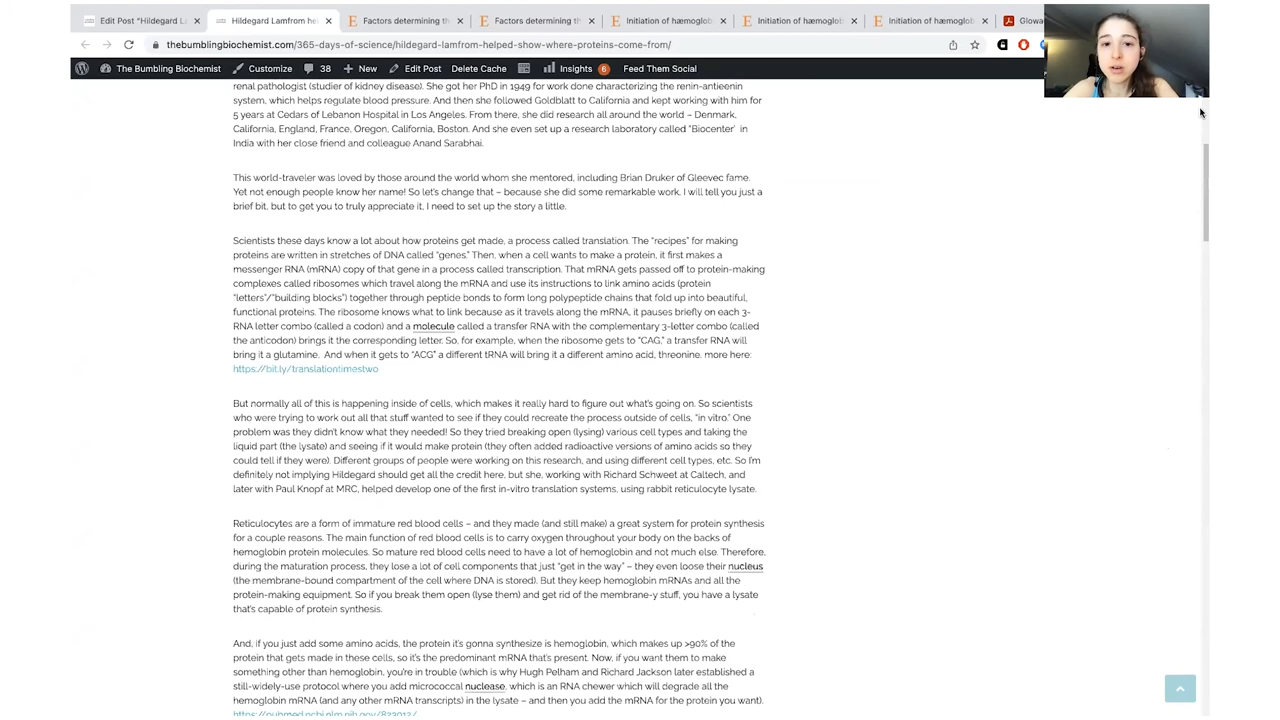 Edit Post "Hildegard L
Hildegard Lamfrom he
Factors determining th
Factors determining th
Initiation of hæmoglob
Initiation of hæmoglob
Initiation of hæmoglob
Glowa
thebumblingbiochemist.com/365-days-of-science/hildegard-lamfrom-helped-show-where-proteins-come-from/
The Bumbling Biochemist
Customize
38
New
Edit Post
Delete Cache
Insights 6
Feed Them Social
renal pathologist (studier of kidney disease). She got her PhD in 1949 for work done characterizing the renin-antieenin
system, which helps regulate blood pressure. And then she followed Goldblatt to California and kept working with him for
5 years at Cedars of Lebanon Hospital in Los Angeles. From there, she did research all around the world – Denmark,
California, England, France, Oregon, California, Boston. And she even set up a research laboratory called "Biocenter' in
India with her close friend and colleague Anand Sarabhai.
This world-traveler was loved by those around the world whom she mentored, including Brian Druker of Gleevec fame.
Yet not enough people know her name! So let's change that – because she did some remarkable work. I will tell you just a
brief bit, but to get you to truly appreciate it, I need to set up the story a little.
Scientists these days know a lot about how proteins get made, a process called translation. The "recipes" for making
proteins are written in stretches of DNA called "genes." Then, when a cell wants to make a protein, it first makes a
messenger RNA (mRNA) copy of that gene in a process called transcription. That mRNA gets passed off to protein-making
complexes called ribosomes which travel along the mRNA and use its instructions to link amino acids (protein
"letters"/"building blocks") together through peptide bonds to form long polypeptide chains that fold up into beautiful,
functional proteins. The ribosome knows what to link because as it travels along the mRNA, it pauses briefly on each 3-
RNA letter combo (called a codon) and a molecule called a transfer RNA with the complementary 3-letter combo (called
the anticodon) brings it the corresponding letter. So, for example, when the ribosome gets to "CAG," a transfer RNA will
bring it a glutamine. And when it gets to "ACG" a different tRNA will bring it a different amino acid, threonine. more here:
https://bit.ly/translationtimestwo
But normally all of this is happening inside of cells, which makes it really hard to figure out what's going on. So scientists
who were trying to work out all that stuff wanted to see if they could recreate the process outside of cells, "in vitro." One
problem was they didn't know what they needed! So they tried breaking open (lysing) various cell types and taking the
liquid part (the lysate) and seeing if it would make protein (they often added radioactive versions of amino acids so they
could tell if they were). Different groups of people were working on this research, and using different cell types, etc. So I'm
definitely not implying Hildegard should get all the credit here, but she, working with Richard Schweet at Caltech, and
later with Paul Knopf at MRC, helped develop one of the first in-vitro translation systems, using rabbit reticulocyte lysate.
Reticulocytes are a form of immature red blood cells – and they made (and still make) a great system for protein synthesis
for a couple reasons. The main function of red blood cells is to carry oxygen throughout your body on the backs of
hemoglobin protein molecules. So mature red blood cells need to have a lot of hemoglobin and not much else. Therefore,
during the maturation process, they lose a lot of cell components that just "get in the way" – they even loose their nucleus
(the membrane-bound compartment of the cell where DNA is stored). But they keep hemoglobin mRNAs and all the
protein-making equipment. So if you break them open (lyse them) and get rid of the membrane-y stuff, you have a lysate
that's capable of protein synthesis.
And, if you just add some amino acids, the protein it's gonna synthesize is hemoglobin, which makes up >90% of the
protein that gets made in these cells, so it's the predominant mRNA that's present. Now, if you want them to make
something other than hemoglobin, you're in trouble (which is why Hugh Pelham and Richard Jackson later established a
still-widely-use protocol where you add micrococcal nuclease, which is an RNA chewer which will degrade all the
hemoglobin mRNA (and any other mRNA transcripts) in the lysate – and then you add the mRNA for the protein you want).
https://pubmed.ncbi.nlm.nih.gov/823012/